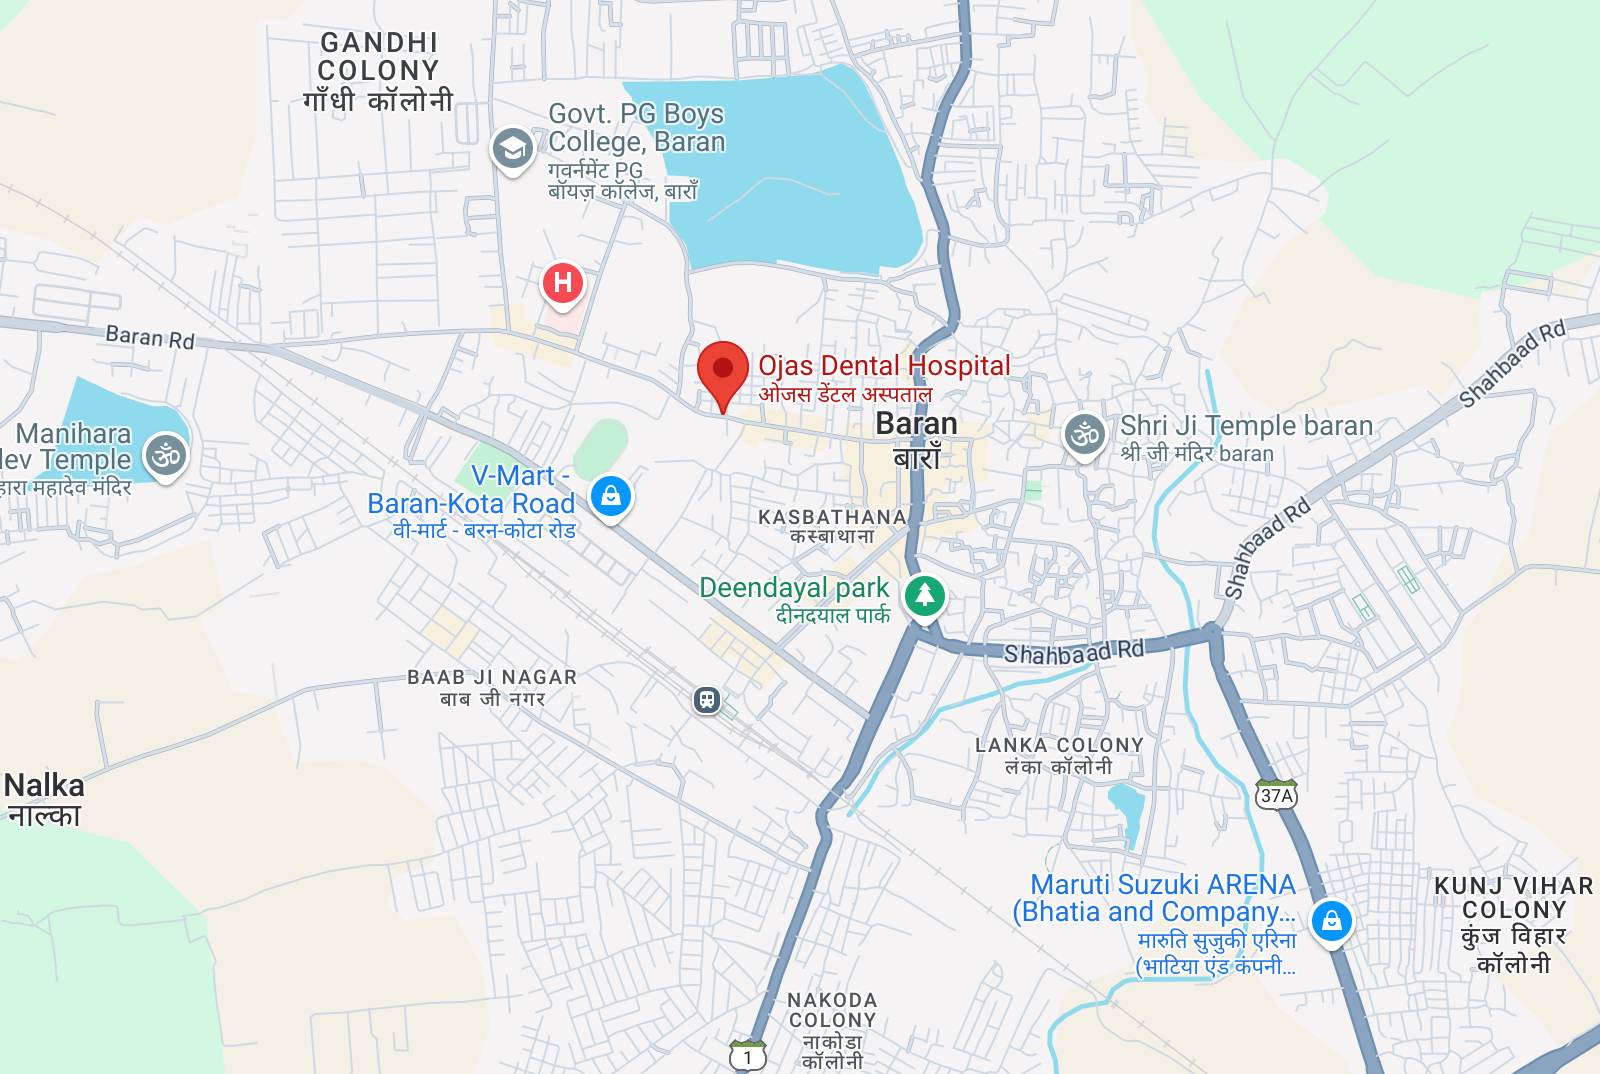 GANDHI
COLONY
गाँधी कॉलोनी
Govt. PG Boys
College, Baran
गवर्नमेंट PG
बॉयज़ कॉलेज, बाराँ
H
Baran Rd
Ojas Dental Hospital
ओजस डेंटल अस्पताल
Baran
बाराँ
Shahbaad Rd
Manihara
dev Temple
हारा महादेव मंदिर
Shri Ji Temple baran
श्री जी मंदिर baran
V-Mart -
Baran-Kota Road
वी-मार्ट - बरन-कोटा रोड
KASBATHANA
कस्बाथाना
Shahbaad Rd
Deendayal park
दीनदयाल पार्क
Shahbaad Rd
BAAB JI NAGAR
बाब जी नगर
LANKA COLONY
लंका कॉलोनी
Nalka
नाल्का
37A
Maruti Suzuki ARENA
(Bhatia and Company...
मारुति सुजुकी एरिना
(भाटिया एंड कंपनी...
KUNJ VIHAR
COLONY
कुंज विहार
कॉलोनी
NAKODA
COLONY
नाकोडा
कॉलोनी
1